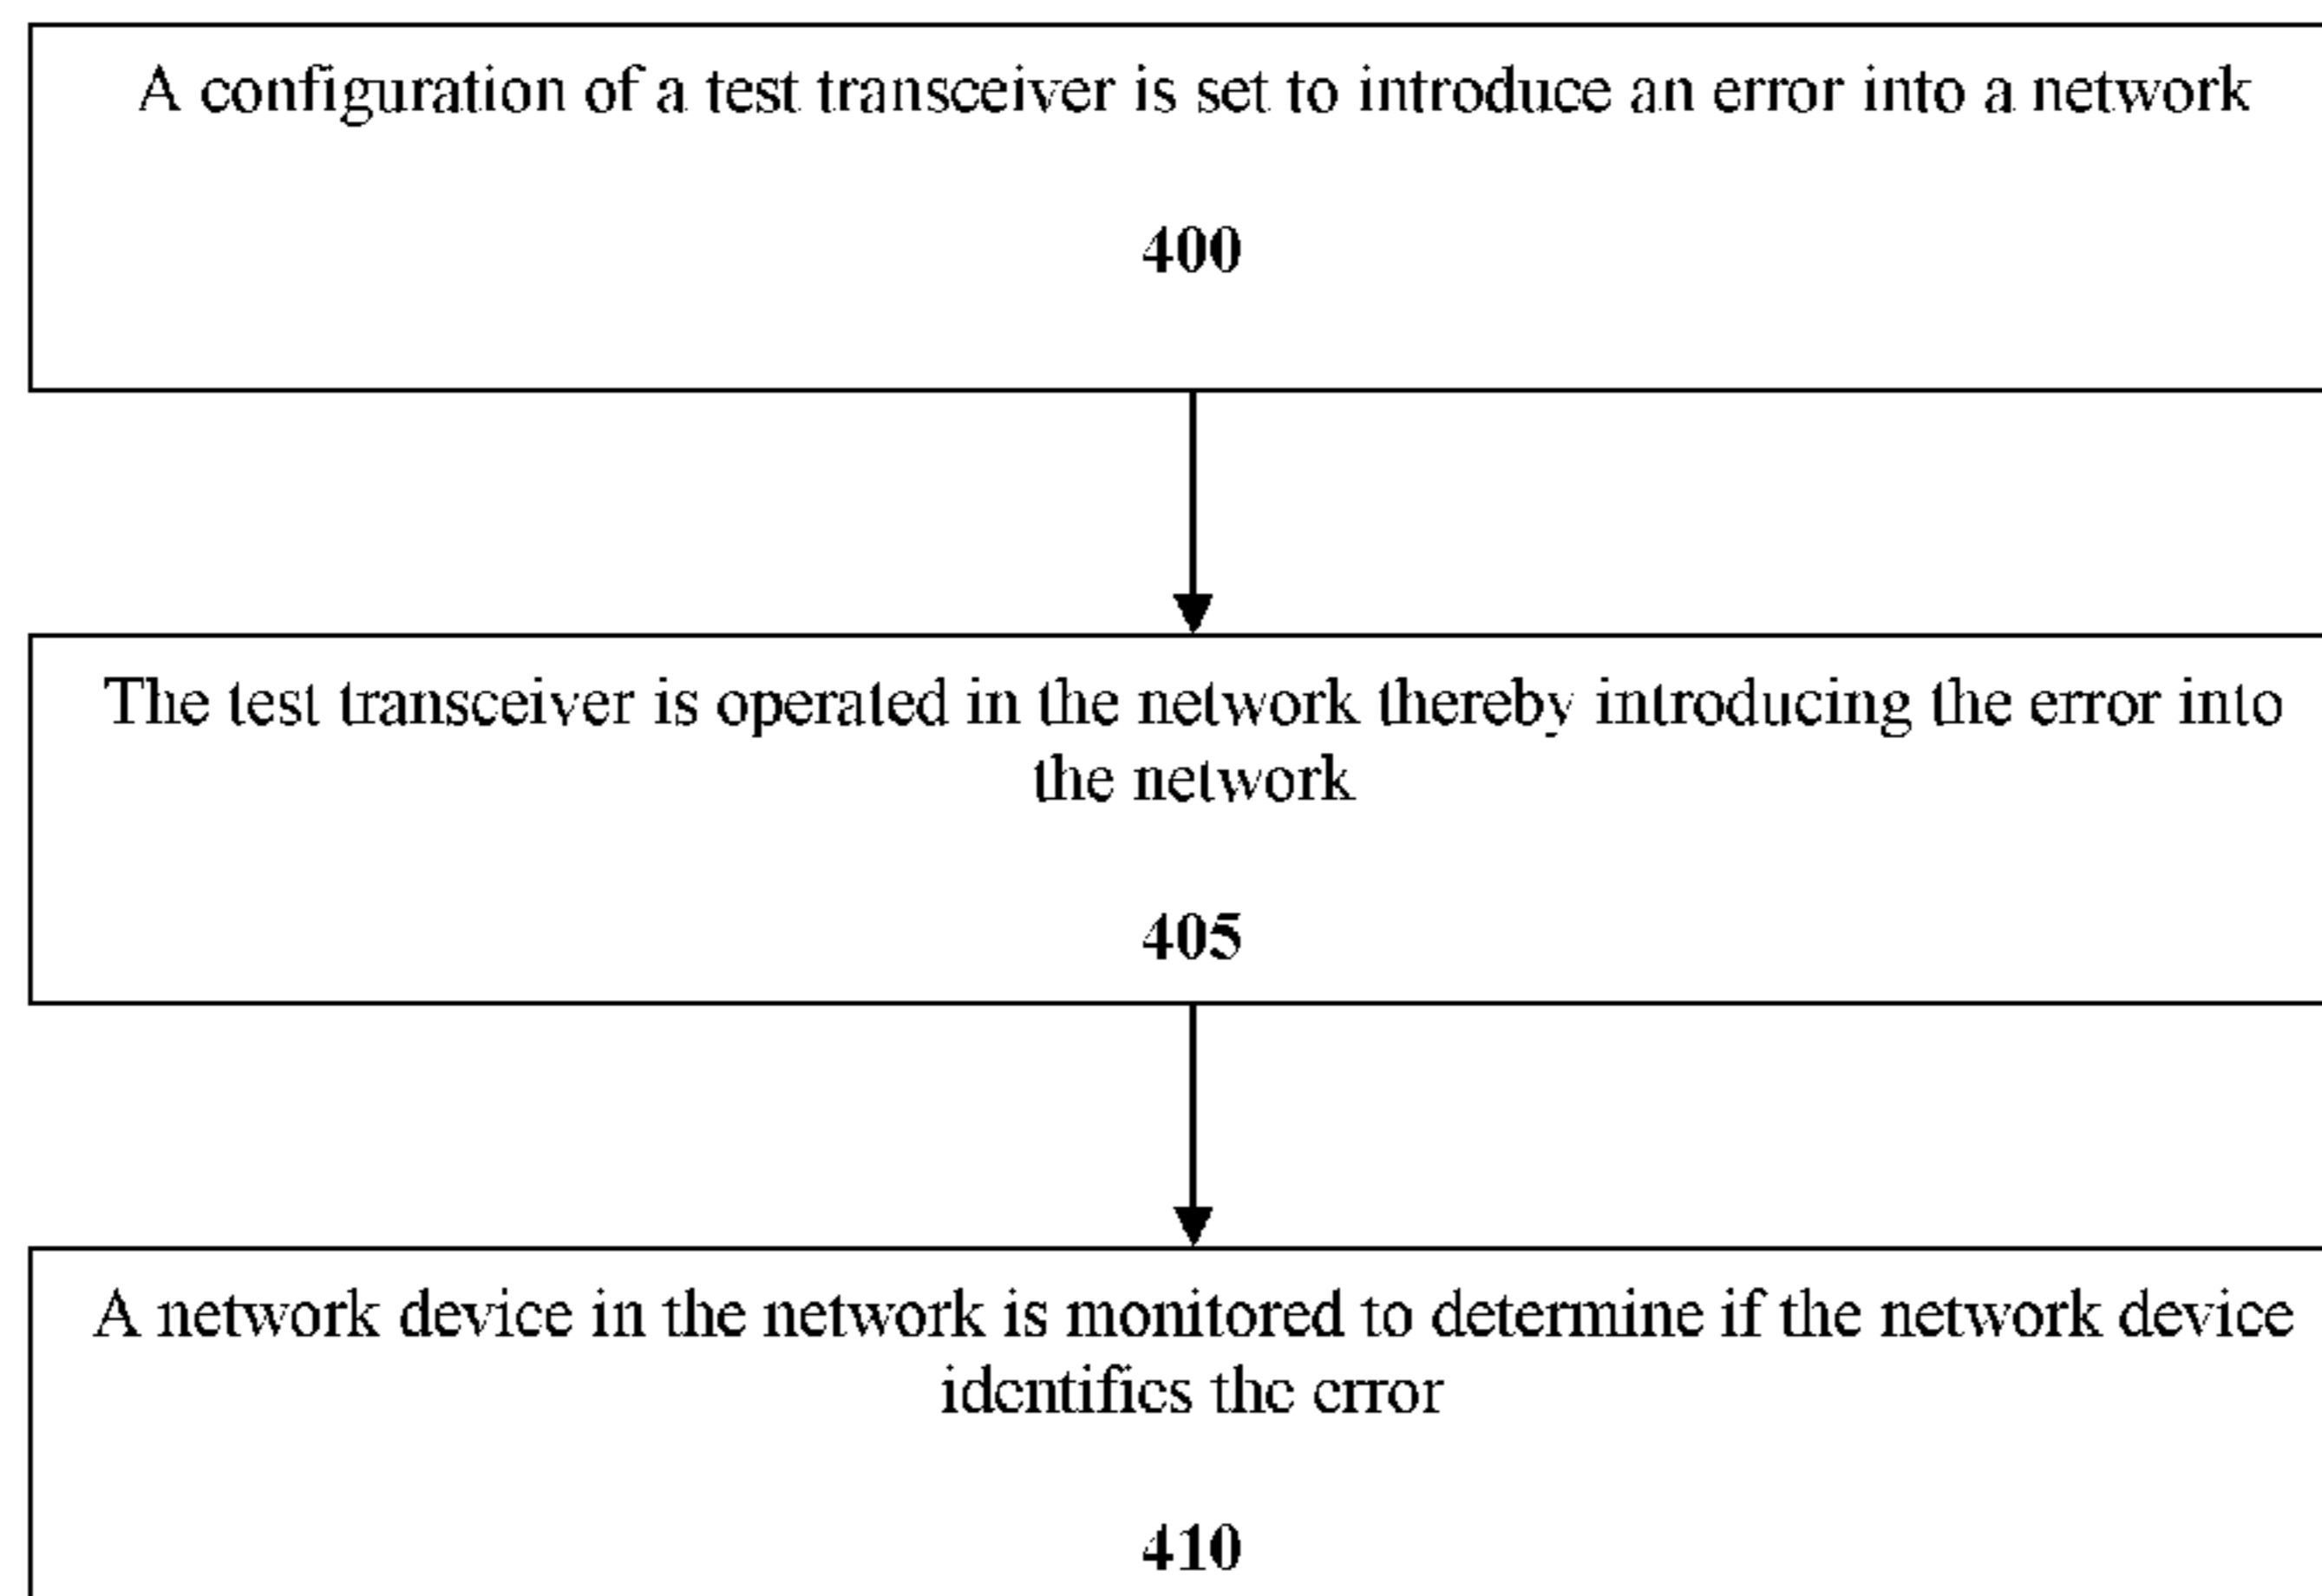 A configuration of a test transceiver is set to introduce an error into a network
400
The test transceiver is operated in the network thereby introducing the error into
the network
405
A network device in the network is monitored to determine if the network device
identifies the error
410